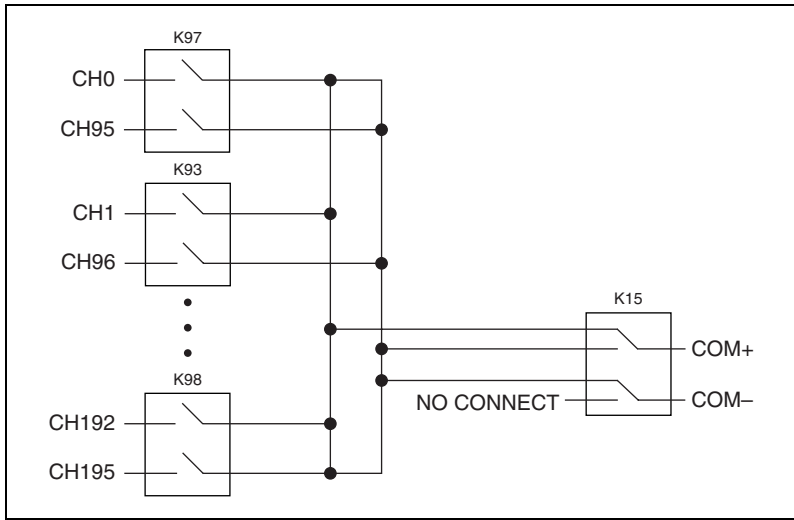 K97
CH0
CH95
K93
CH1
CH96
K15
COM+
NO CONNECT
COM–
K98
CH192
CH195